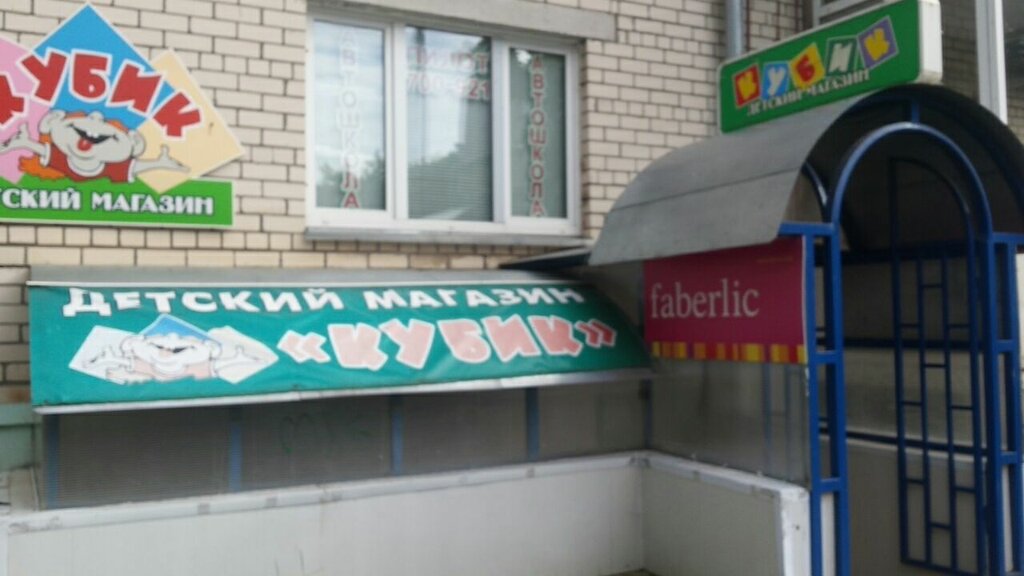 КУБИК
ДЕТСКИЙ МАГАЗИН
АВТОШКОЛА
АВТОШКОЛА
КУБИК
ДЕТСКИЙ МАГАЗИН
ДЕТСКИЙ МАГАЗИН
«КУБИК»
faberlic